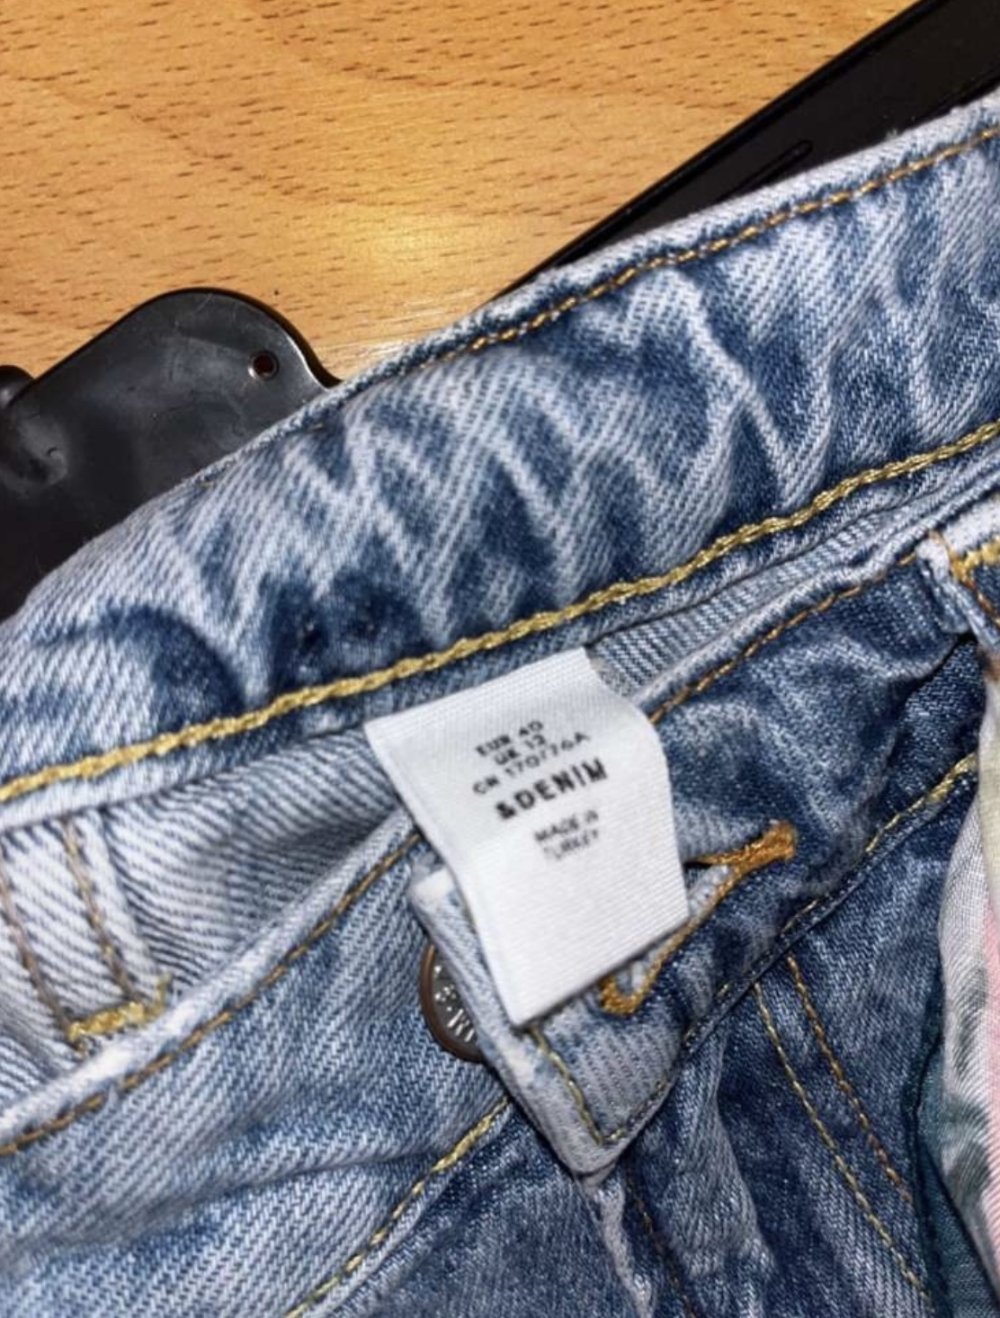 EUR 40
UK 12
CN 170/76A
&DENIM
MADE IN
TURKEY